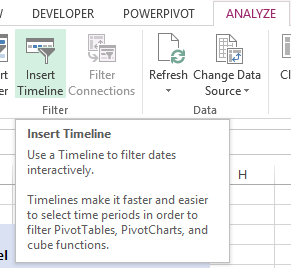 DEVELOPER POWERPIVOT ANALYZE
Insert Timeline
Filter Connections
Refresh
Change Data Source
Filter
Data
Insert Timeline
Use a Timeline to filter dates
interactively.
Timelines make it faster and easier
to select time periods in order to
filter PivotTables, PivotCharts, and
cube functions.
H
el